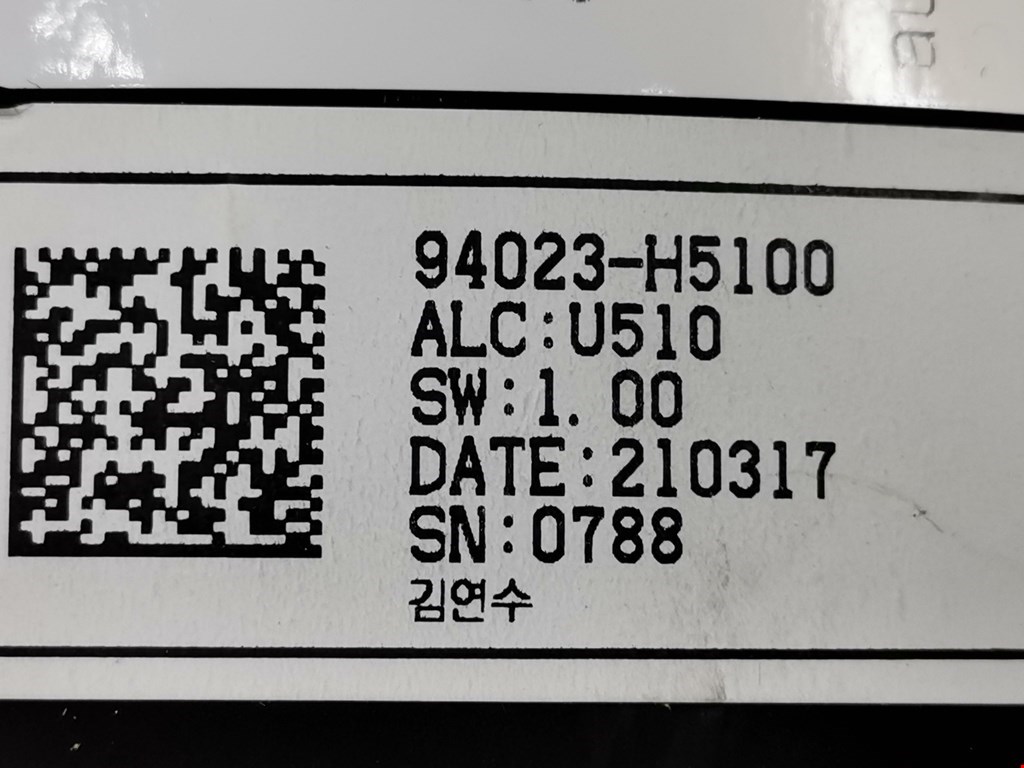 94023-H5100
ALC:U510
SW:1. 00
DATE:210317
SN:0788
김연수